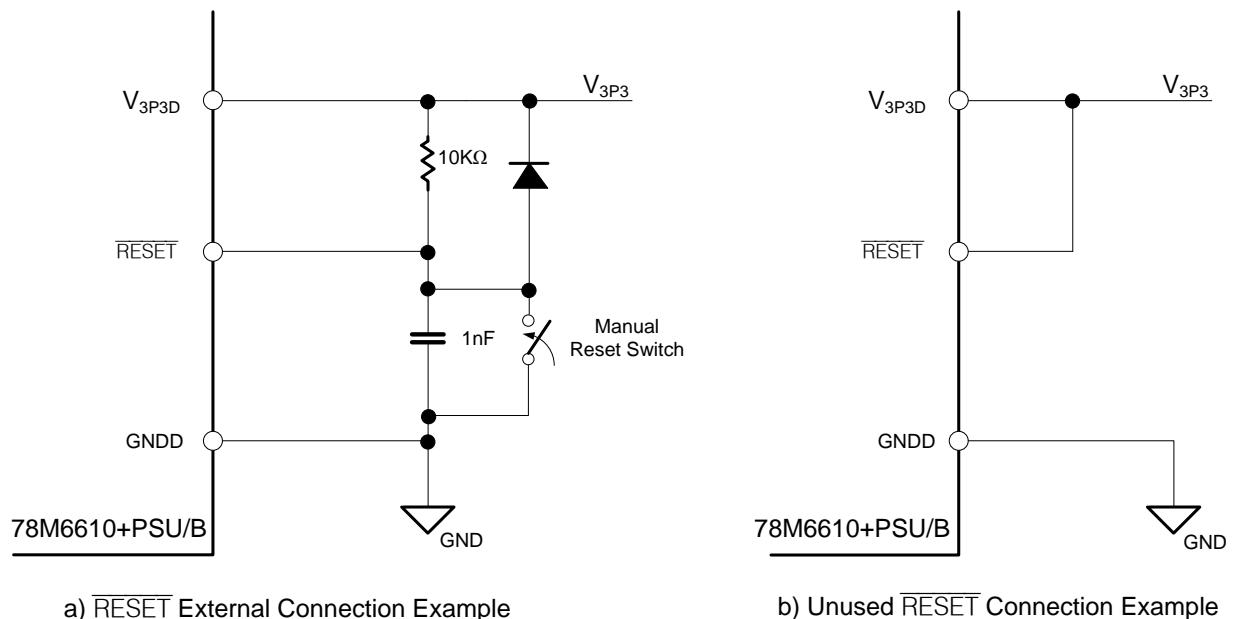 V3P3D
V3P3
10KΩ
RESET
1nF
Manual
Reset Switch
GNDD
78M6610+PSU/B
GND
a) RESET External Connection Example
V3P3D
V3P3
RESET
GNDD
78M6610+PSU/B
GND
b) Unused RESET Connection Example